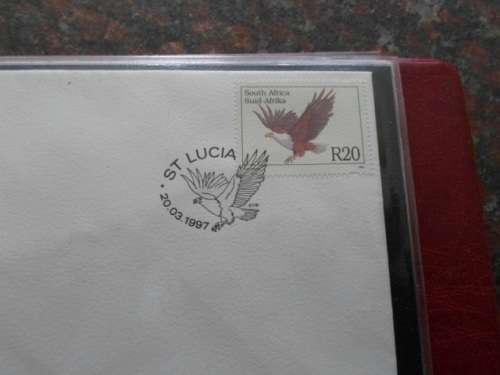 South Africa
Suid-Afrika
R20
ST LUCIA
20.03.1997